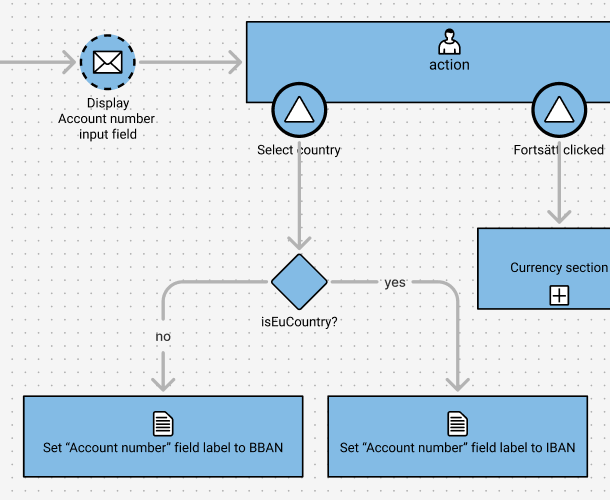 action
Display
Account number
input field
Select country
Fortsätt clicked
Currency section
yes
isEuCountry?
no
Set “Account number” field label to BBAN
Set “Account number” field label to IBAN